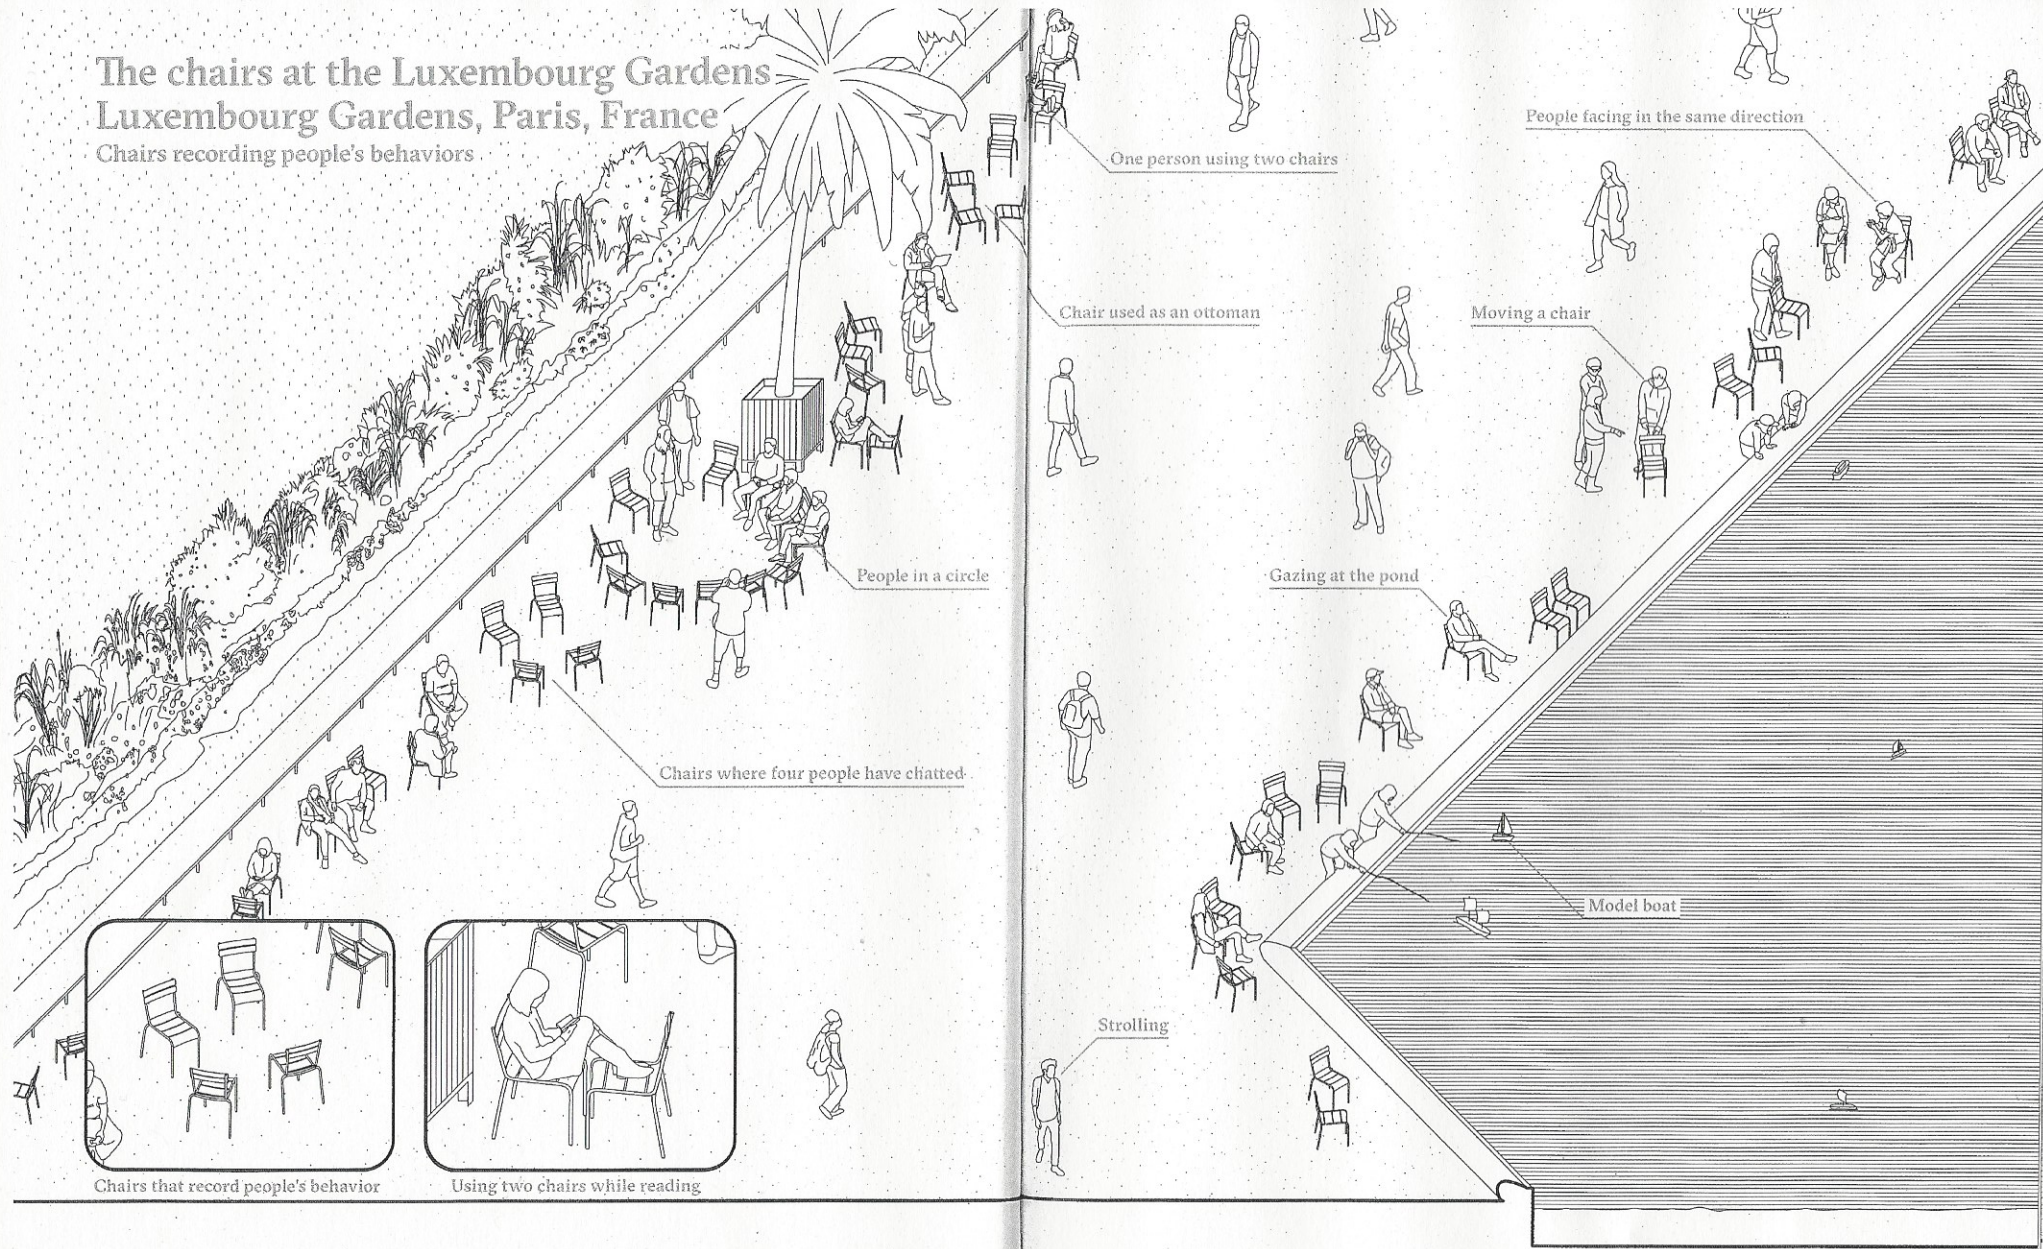 The chairs at the Luxembourg Gardens
Luxembourg Gardens, Paris, France
Chairs recording people's behaviors
One person using two chairs
People facing in the same direction
Chair used as an ottoman
Moving a chair
People in a circle
Gazing at the pond
Chairs where four people have chatted
Model boat
Strolling
Chairs that record people's behavior
Using two chairs while reading